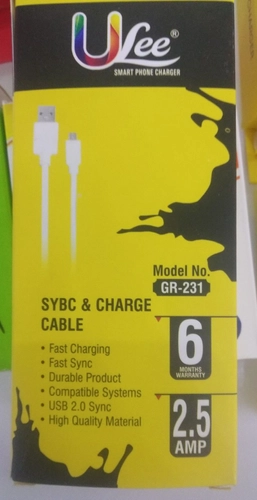 ULee®
SMART PHONE CHARGER
Model No.
GR-231
SYBC & CHARGE
CABLE
• Fast Charging
• Fast Sync
• Durable Product
• Compatible Systems
• USB 2.0 Sync
• High Quality Material
6
MONTHS
WARRANTY
2.5
AMP